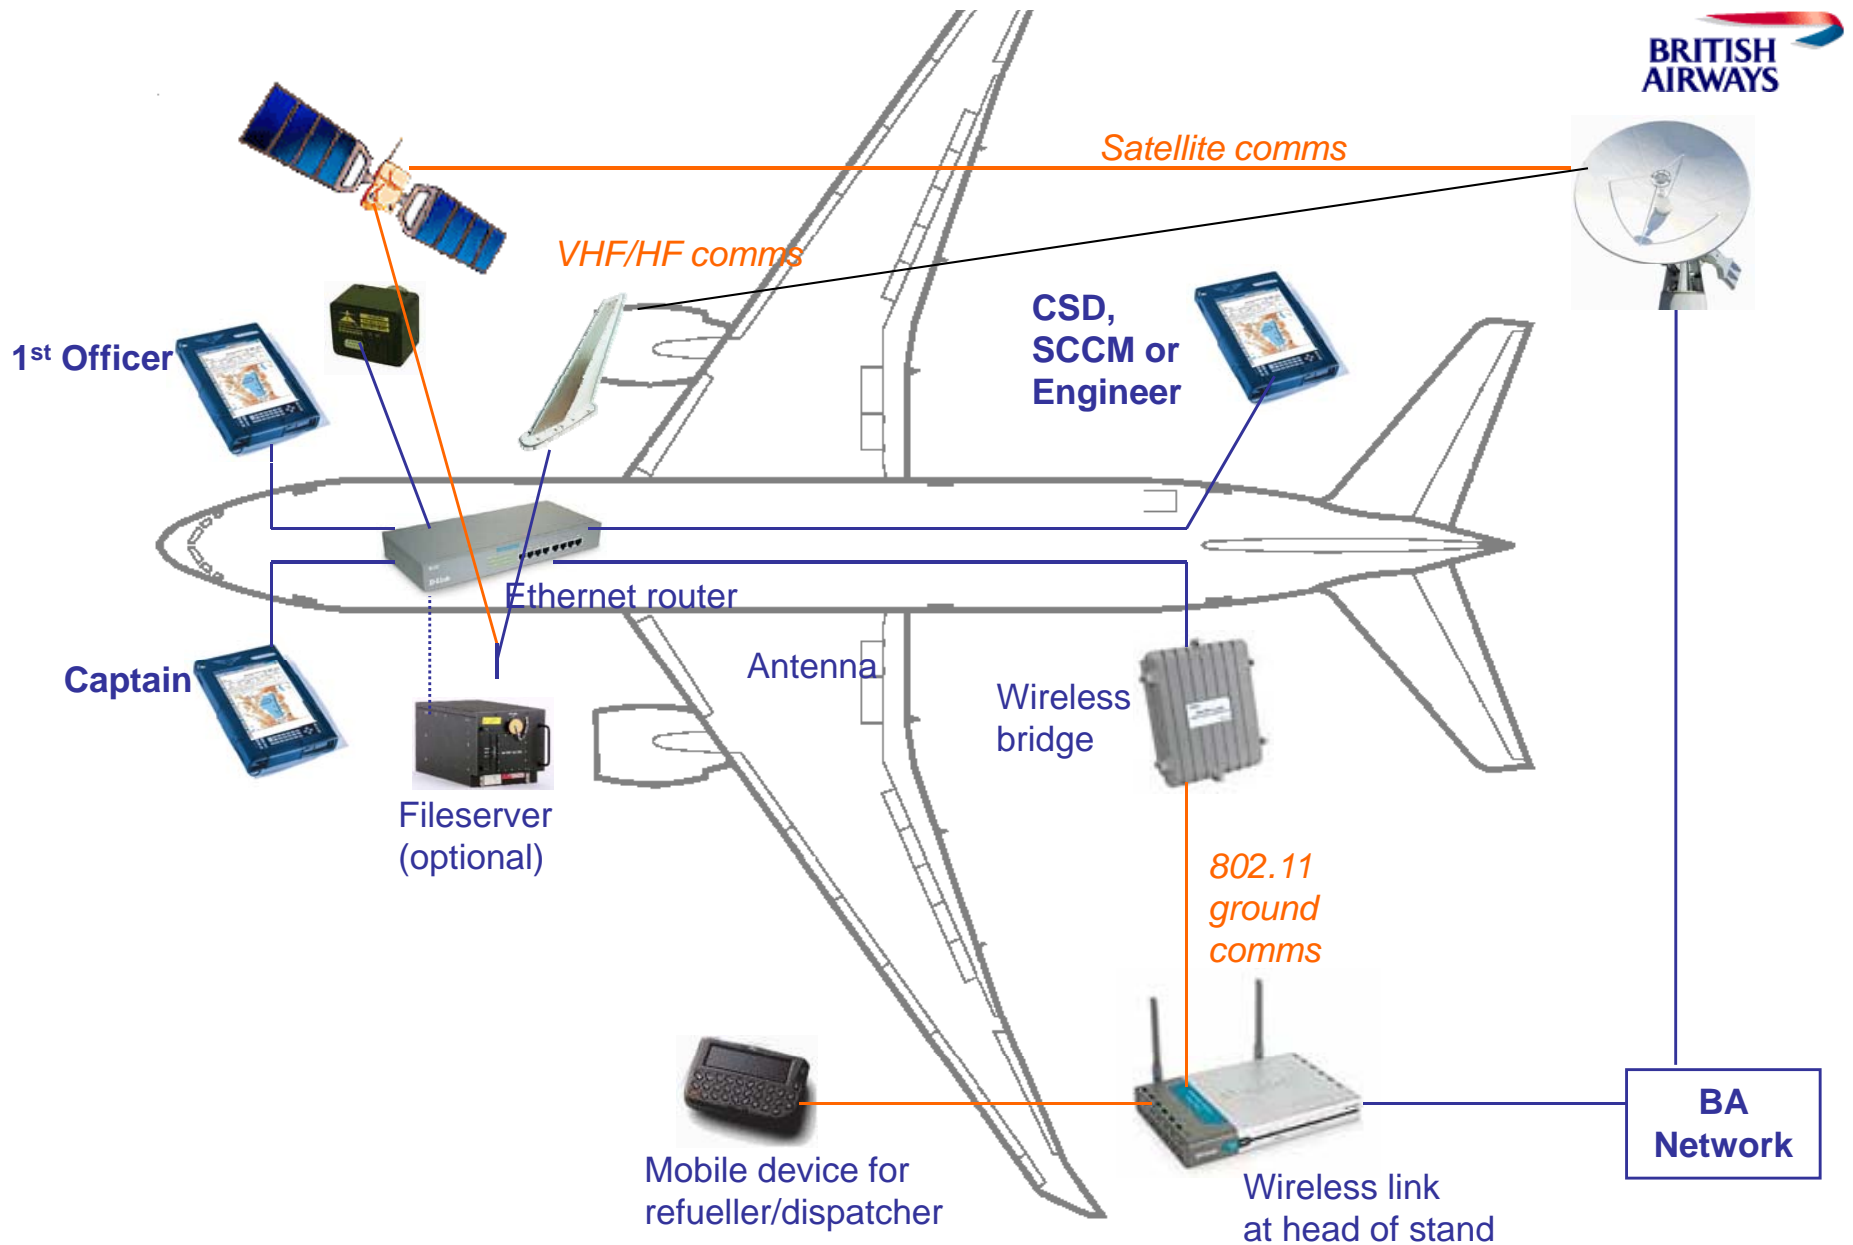 BRITISH
AIRWAYS
Satellite comms
VHF/HF comms
CSD,
SCCM or
Engineer
1st Officer
D-Link
Ethernet router
Antenna
Captain
Wireless
bridge
Fileserver
(optional)
802.11
ground
comms
BA
Network
Mobile device for
refueller/dispatcher
Wireless link
at head of stand